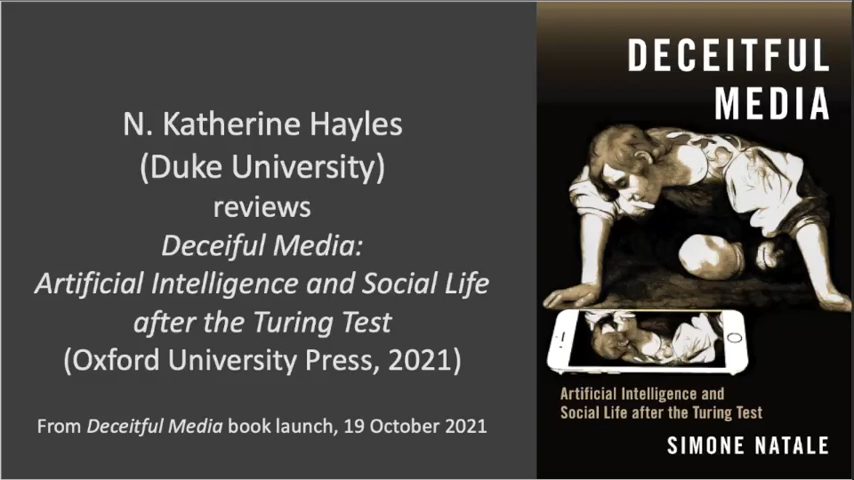 N. Katherine Hayles
(Duke University)
reviews
Deceiful Media:
Artificial Intelligence and Social Life
after the Turing Test
(Oxford University Press, 2021)
From Deceitful Media book launch, 19 October 2021
DECEITFUL
MEDIA
Artificial Intelligence and
Social Life after the Turing Test
SIMONE NATALE